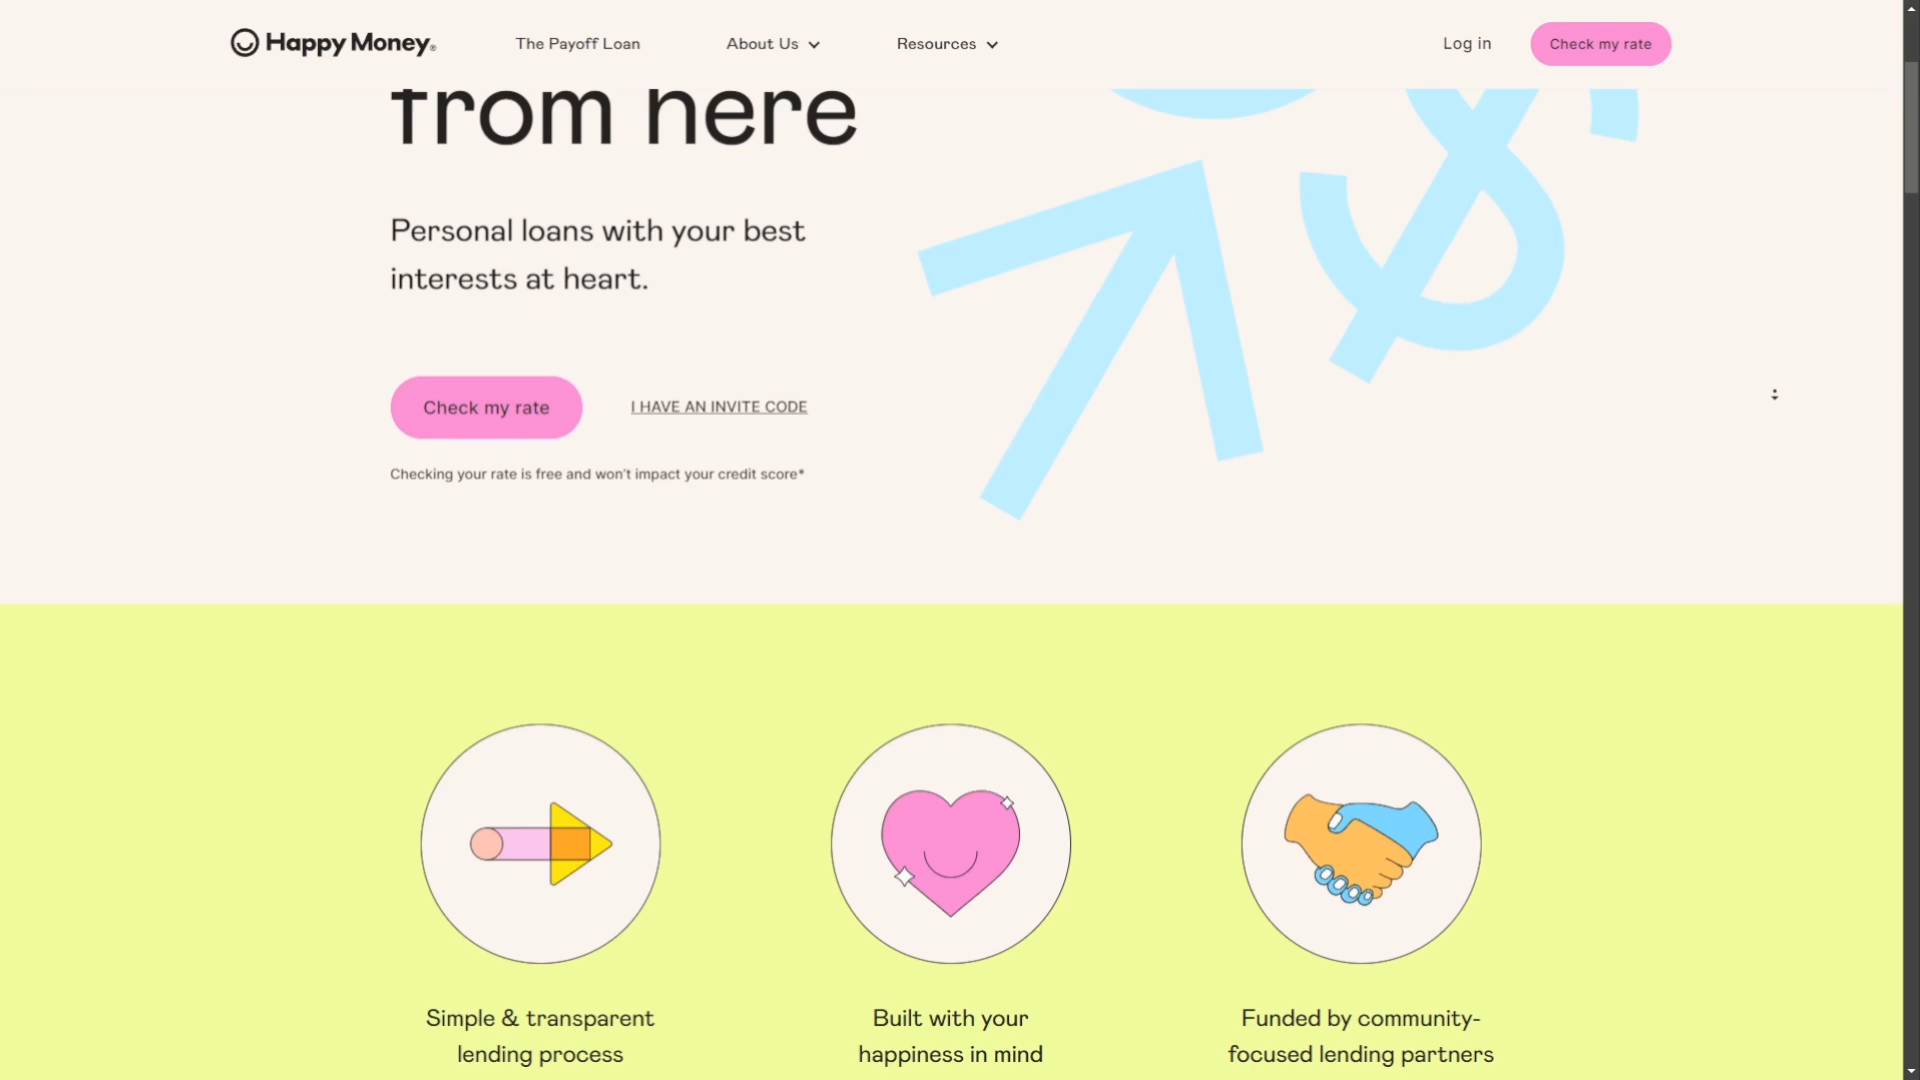 Happy Money®
The Payoff Loan
About Us
Resources
Log in
Check my rate
from here
Personal loans with your best
interests at heart.
Check my rate
I HAVE AN INVITE CODE
Checking your rate is free and won't impact your credit score*
Simple & transparent
lending process
Built with your
happiness in mind
Funded by community-
focused lending partners